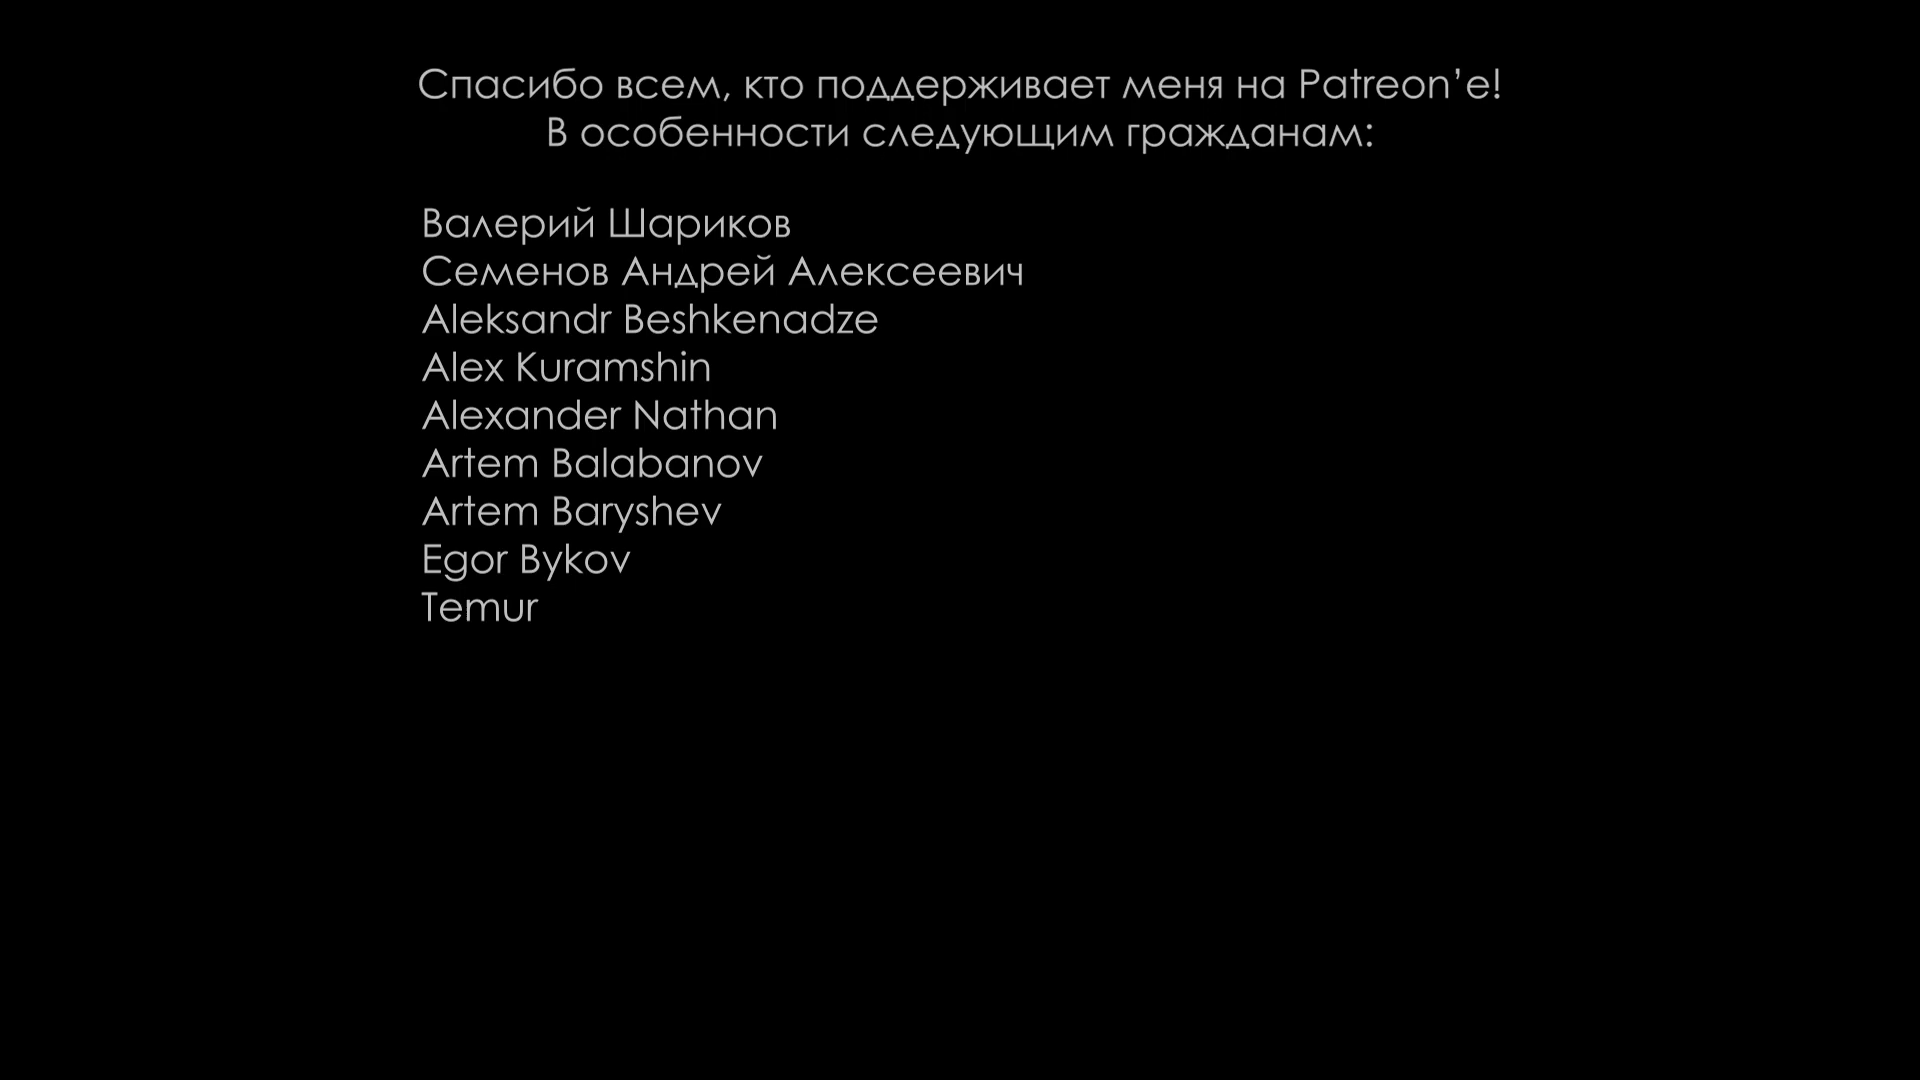 Спасибо всем, кто поддерживает меня на Patreon’е!
В особенности следующим гражданам:
Валерий Шариков
Семенов Андрей Алексеевич
Aleksandr Beshkenadze
Alex Kuramshin
Alexander Nathan
Artem Balabanov
Artem Baryshev
Egor Bykov
Temur